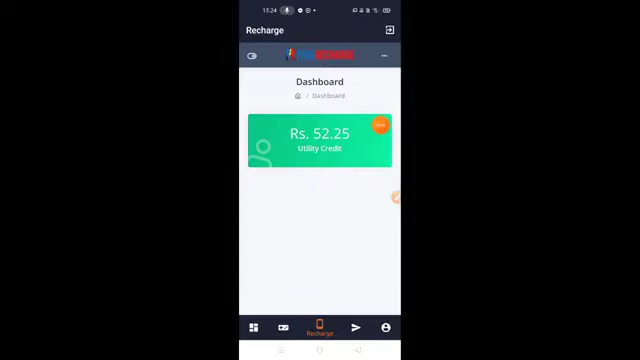 13:24
Recharge
Dashboard
/ Dashboard
Rs. 52.25
Utility Credit
Recharge